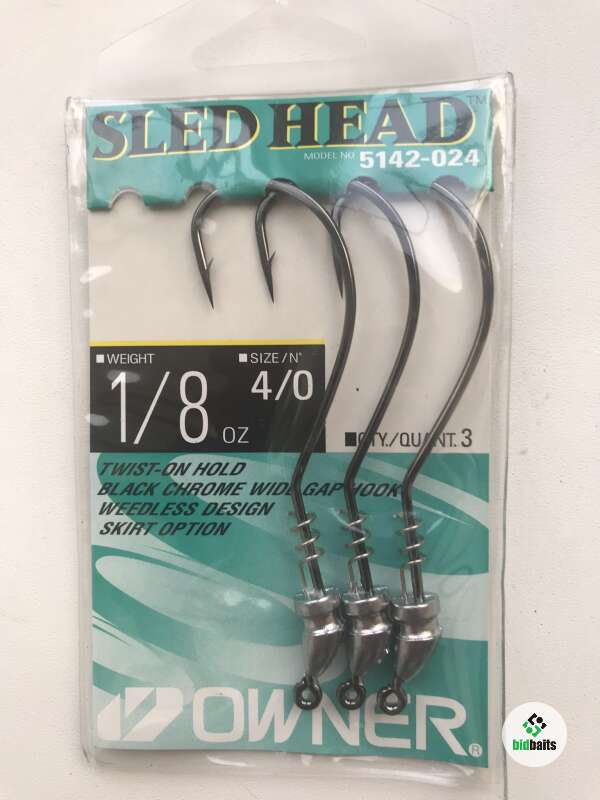 SLED HEAD™
MODEL NO 5142-024
WEIGHT
1/8 OZ
SIZE/N°
4/0
QTY./QUANT. 3
TWIST-ON HOLD
BLACK CHROME WIDE GAP HOOK
WEEDLESS DESIGN
SKIRT OPTION
OWNER®
bidbaits